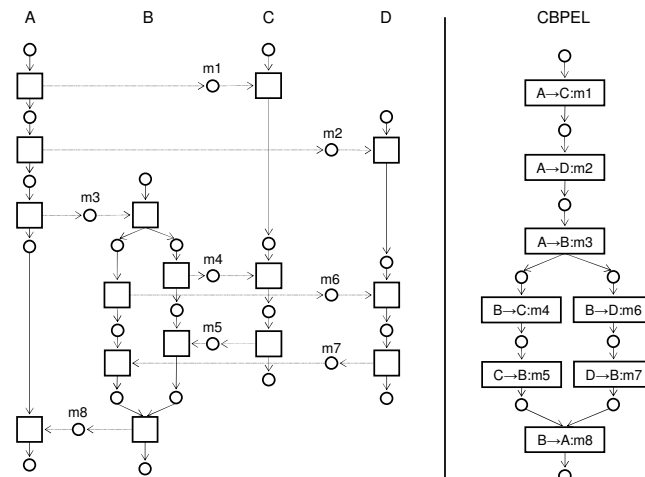 A B C D CBPEL
m1
A→C:m1
m2
A→D:m2
m3
A→B:m3
m4
m6
B→C:m4 B→D:m6
m5
m7
C→B:m5 D→B:m7
m8
B→A:m8